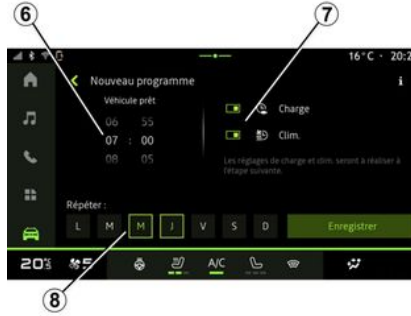 6 7
16°C · 20:2
Nouveau programme i
Véhicule prêt
06 55
07 : 00
08 05
Charge
Clim.
Les réglages de charge et clim. seront à réaliser à
l'étape suivante.
Répéter :
L M M J V S D Enregistrer
20 5 5 A/C
8